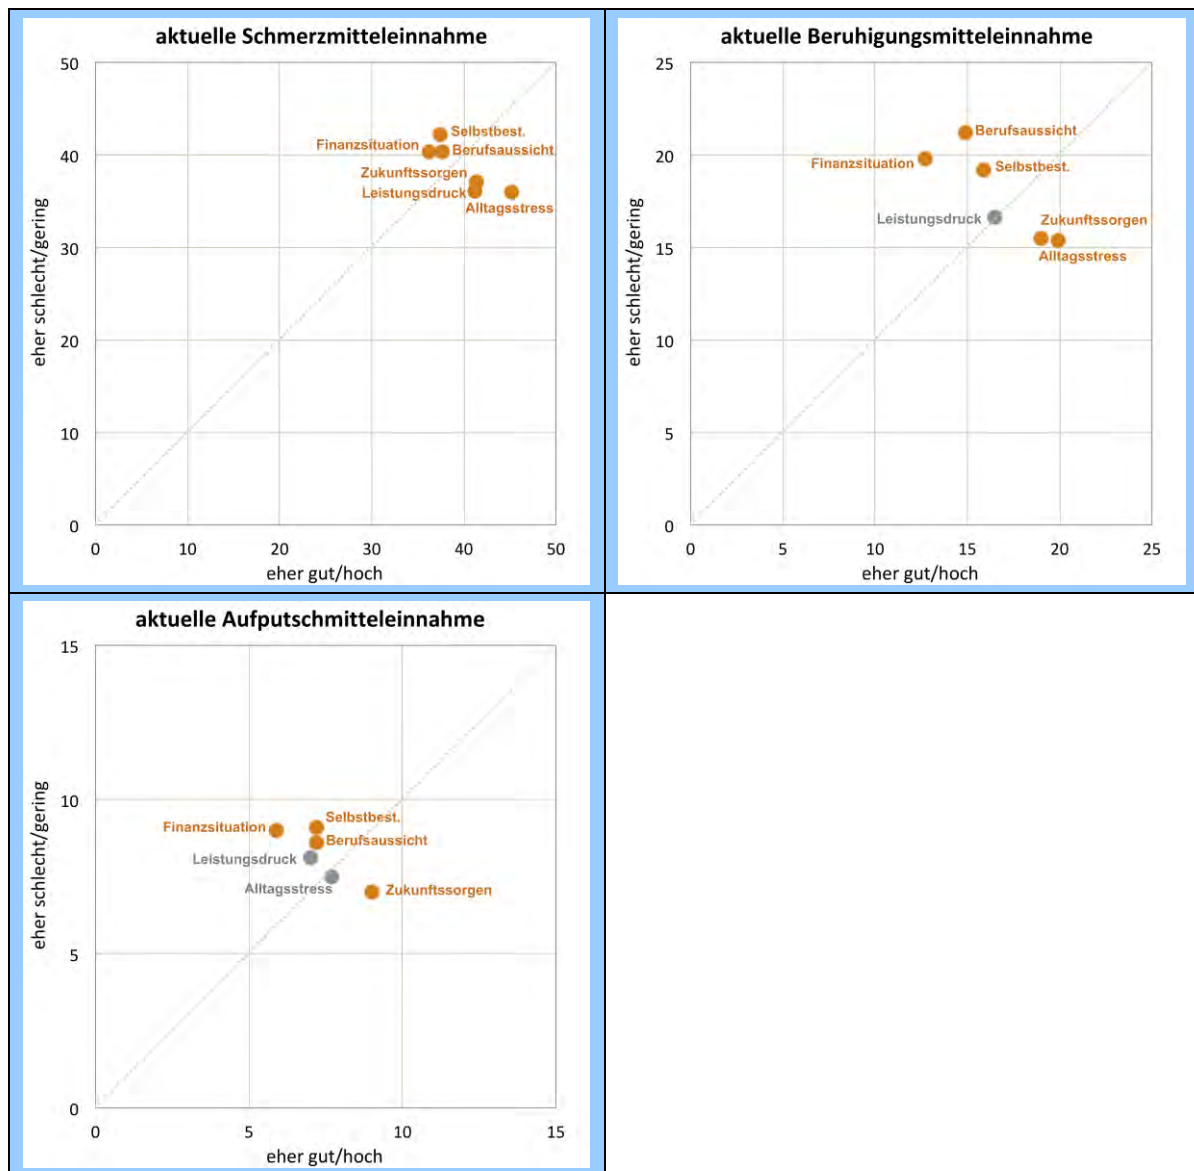 aktuelle Schmerzmitteleinnahme
50
40
30
20
10
0
eher schlecht/gering
Selbstbest.
Finanzsituation
Berufsaussicht
Zukunftssorgen
Leistungsdruck
Alltagsstress
0 10 20 30 40 50
eher gut/hoch
aktuelle Beruhigungsmitteleinnahme
25
20
15
10
5
0
eher schlecht/gering
Berufsaussicht
Finanzsituation
Selbstbest.
Leistungsdruck
Zukunftssorgen
Alltagsstress
0 5 10 15 20 25
eher gut/hoch
aktuelle Aufputschmitteleinnahme
15
10
5
0
eher schlecht/gering
Selbstbest.
Finanzsituation
Berufsaussicht
Leistungsdruck
Alltagsstress
Zukunftssorgen
0 5 10 15
eher gut/hoch